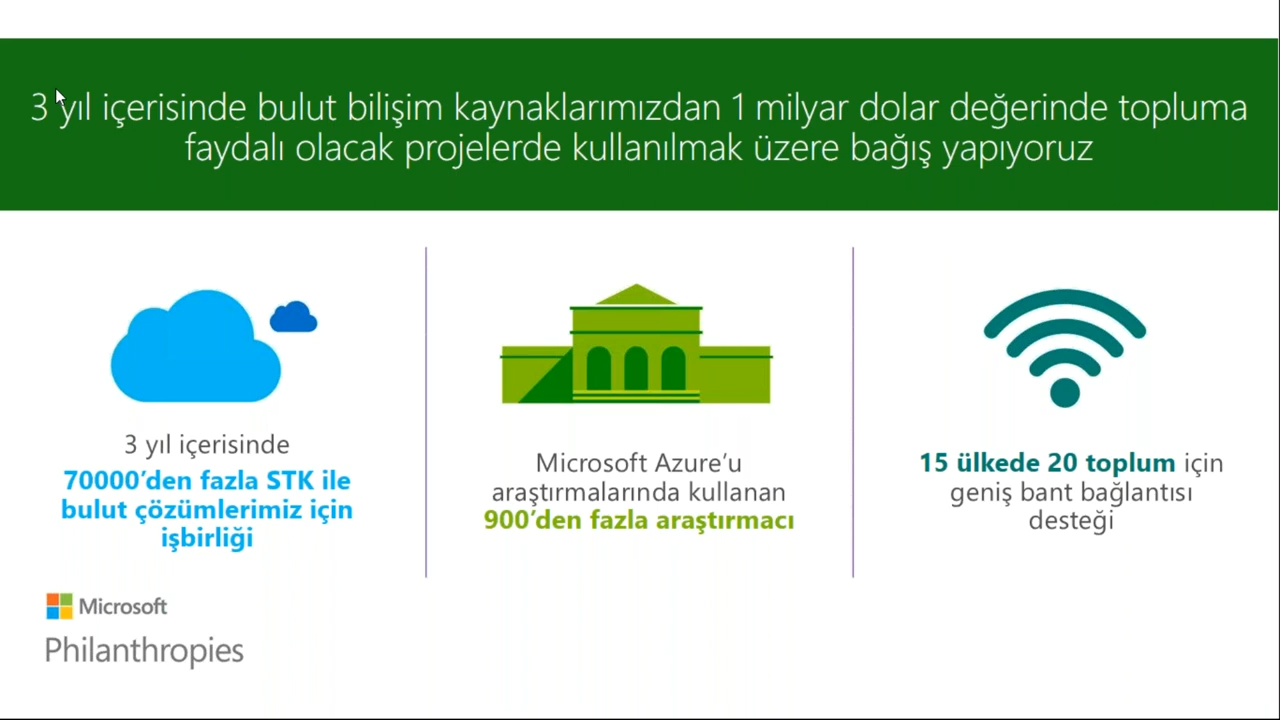 3 yıl içerisinde bulut bilişim kaynaklarımızdan 1 milyar dolar değerinde topluma
faydalı olacak projelerde kullanılmak üzere bağış yapıyoruz
3 yıl içerisinde
70000’den fazla STK ile
bulut çözümlerimiz için
işbirliği
Microsoft Azure’u
araştırmalarında kullanan
900’den fazla araştırmacı
15 ülkede 20 toplum için
geniş bant bağlantısı
desteği
Microsoft
Philanthropies